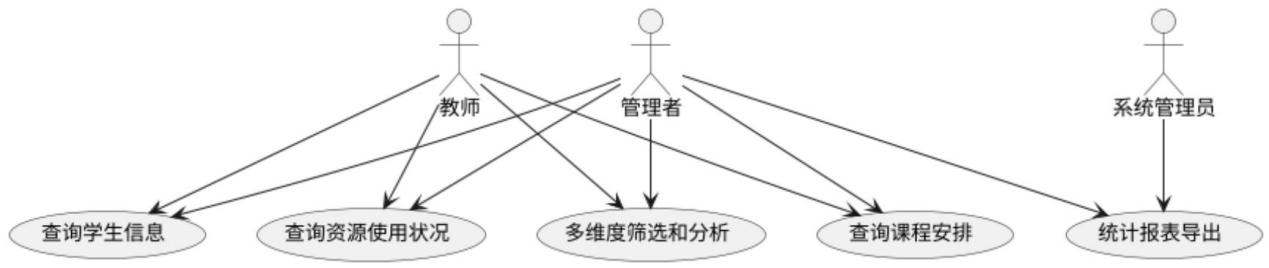 教师
管理者
系统管理员
查询学生信息
查询资源使用状况
多维度筛选和分析
查询课程安排
统计报表导出